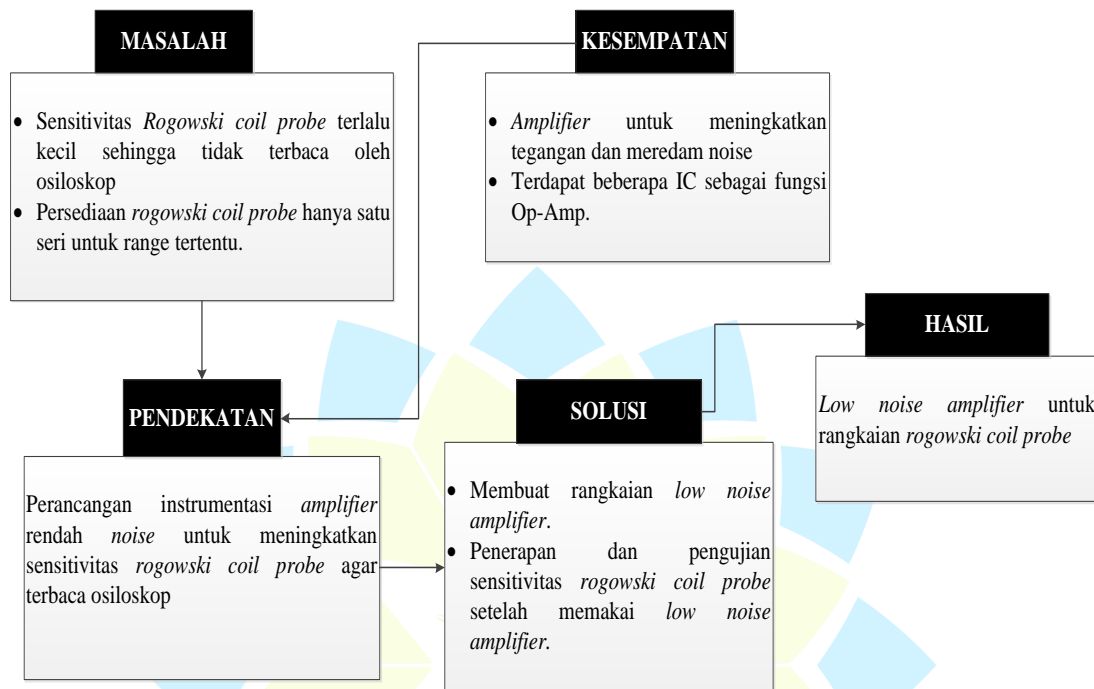 MASALAH
• Sensitivitas Rogowski coil probe terlalu
kecil sehingga tidak terbaca oleh
osiloskop
• Persediaan rogowski coil probe hanya satu
seri untuk range tertentu.
KESEMPATAN
• Amplifier untuk meningkatkan
tegangan dan meredam noise
• Terdapat beberapa IC sebagai fungsi
Op-Amp.
PENDEKATAN
Perancangan instrumentasi amplifier
rendah noise untuk meningkatkan
sensitivitas rogowski coil probe agar
terbaca osiloskop
SOLUSI
• Membuat rangkaian low noise
amplifier.
• Penerapan dan pengujian
sensitivitas rogowski coil probe
setelah memakai low noise
amplifier.
HASIL
Low noise amplifier untuk
rangkaian rogowski coil probe